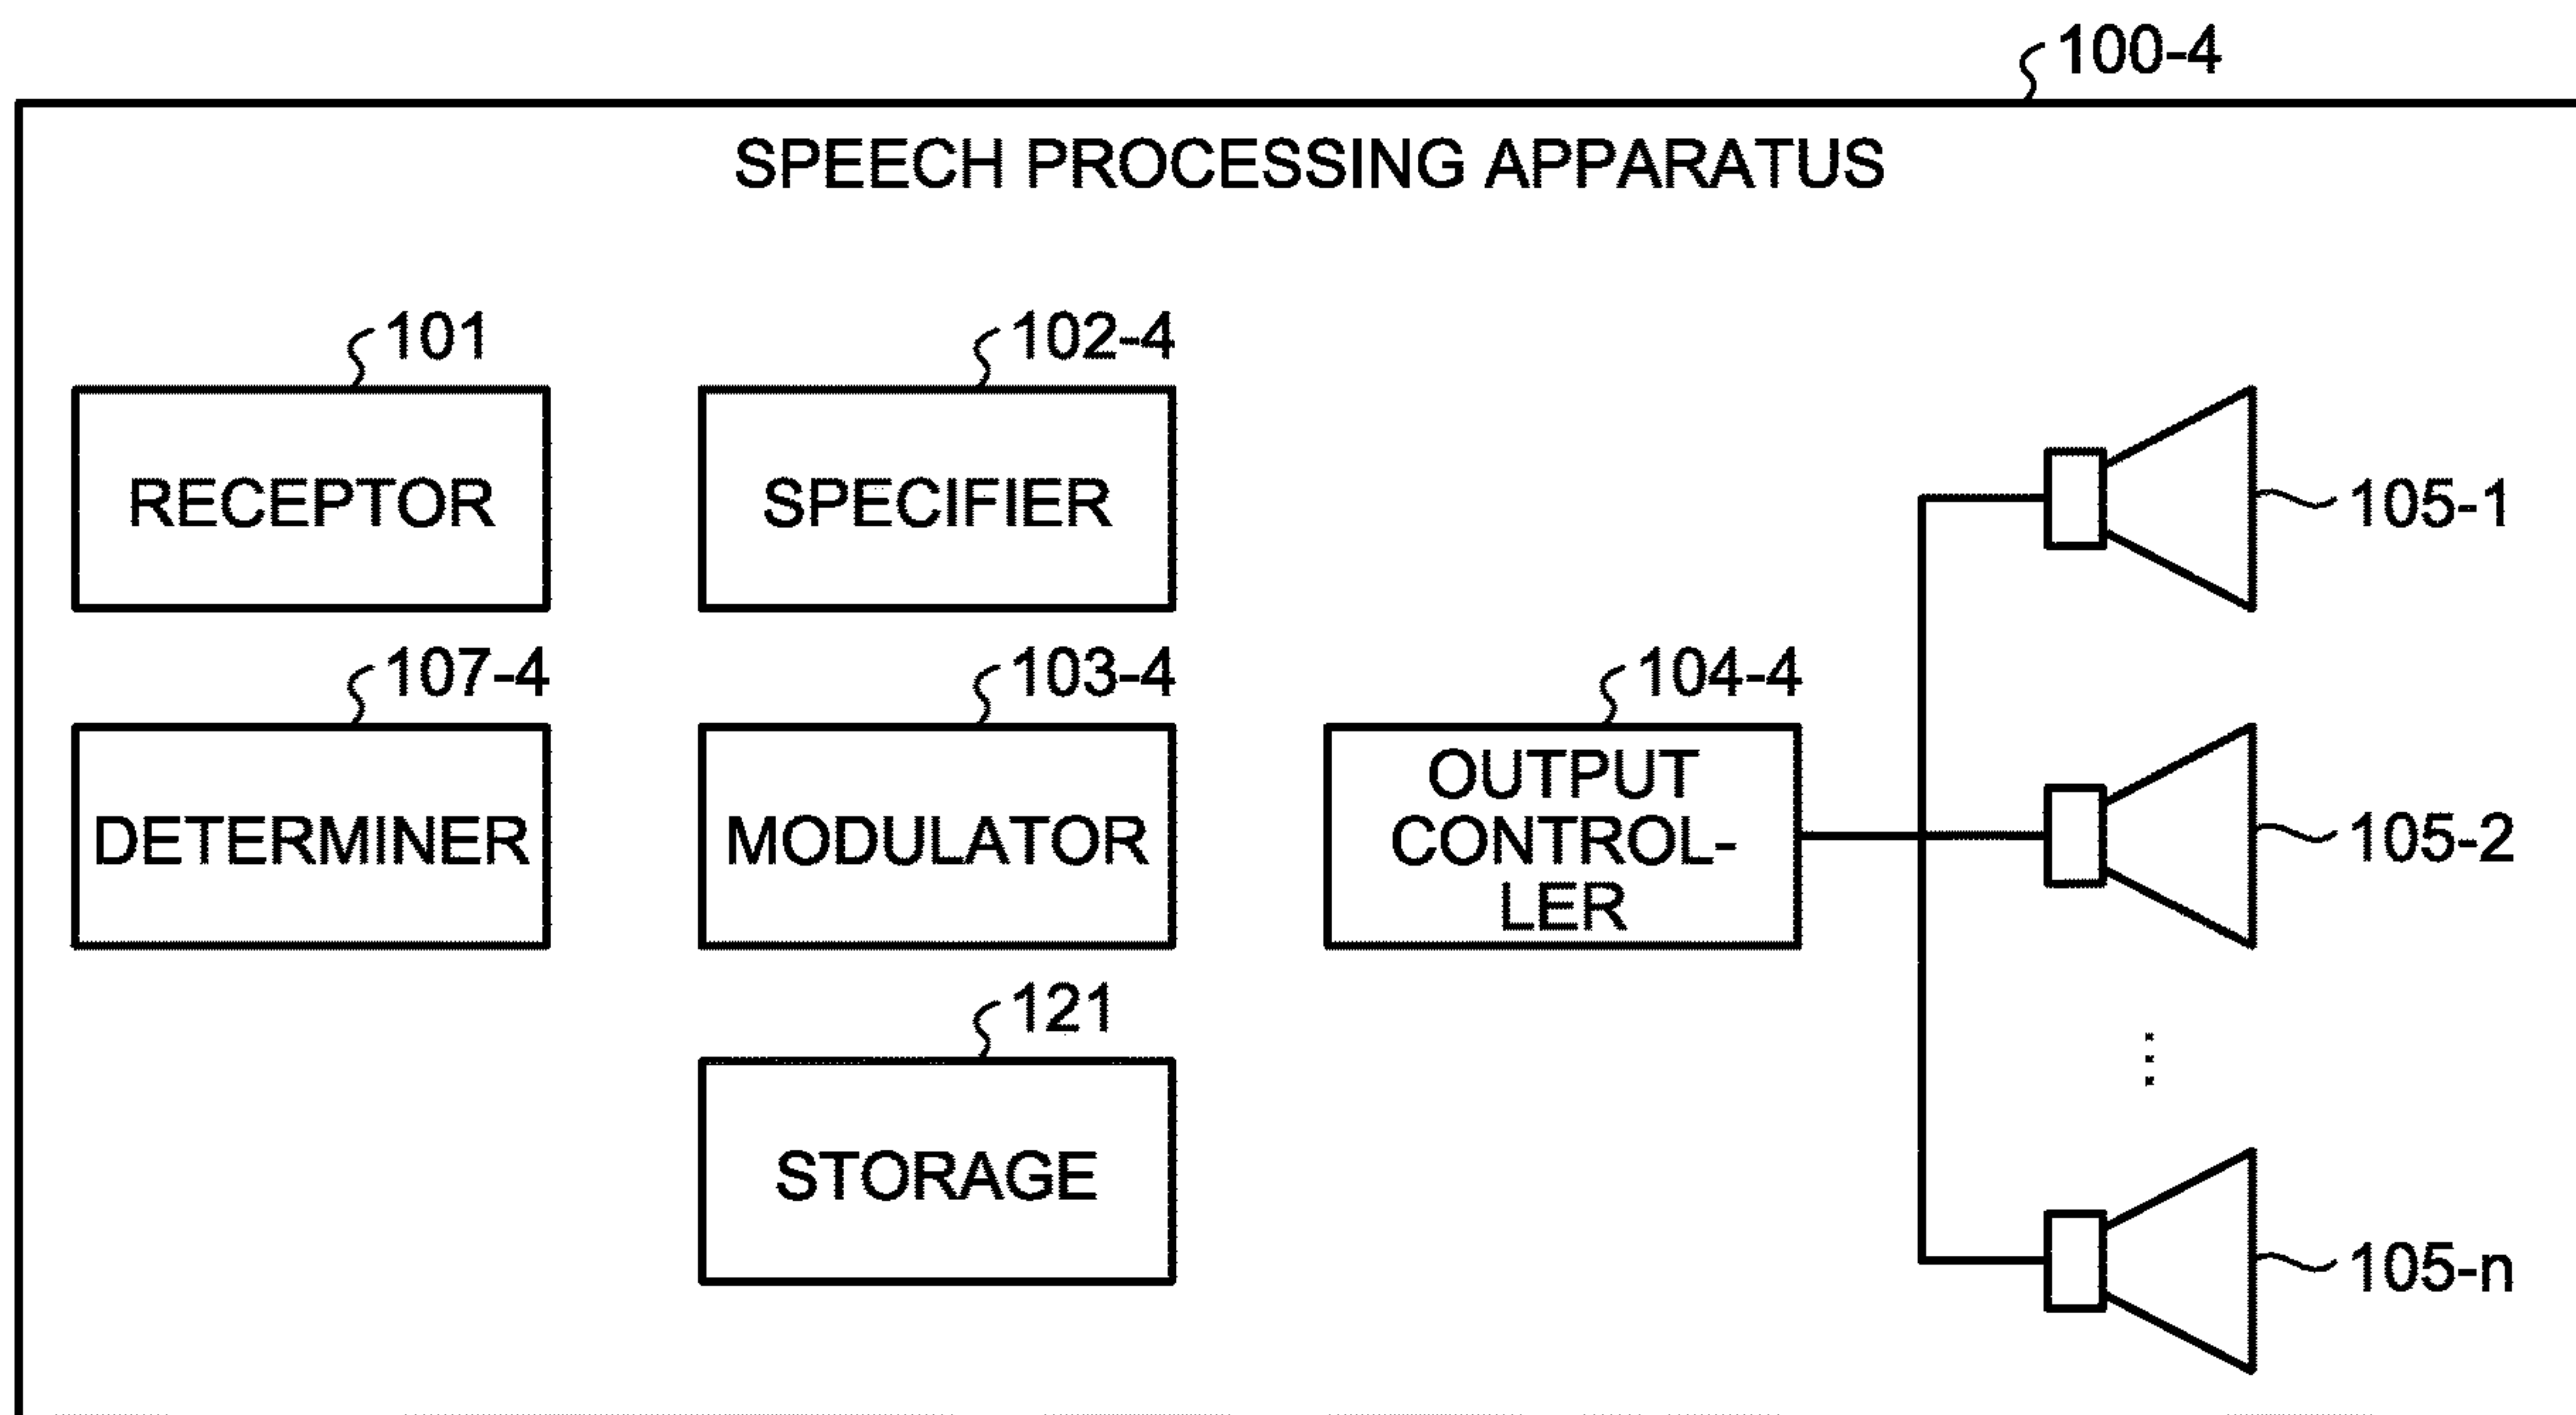 100-4
SPEECH PROCESSING APPARATUS
101
102-4
RECEPTOR
SPECIFIER
105-1
107-4
103-4
104-4
DETERMINER
MODULATOR
OUTPUT
CONTROL-
LER
105-2
121
STORAGE
105-n